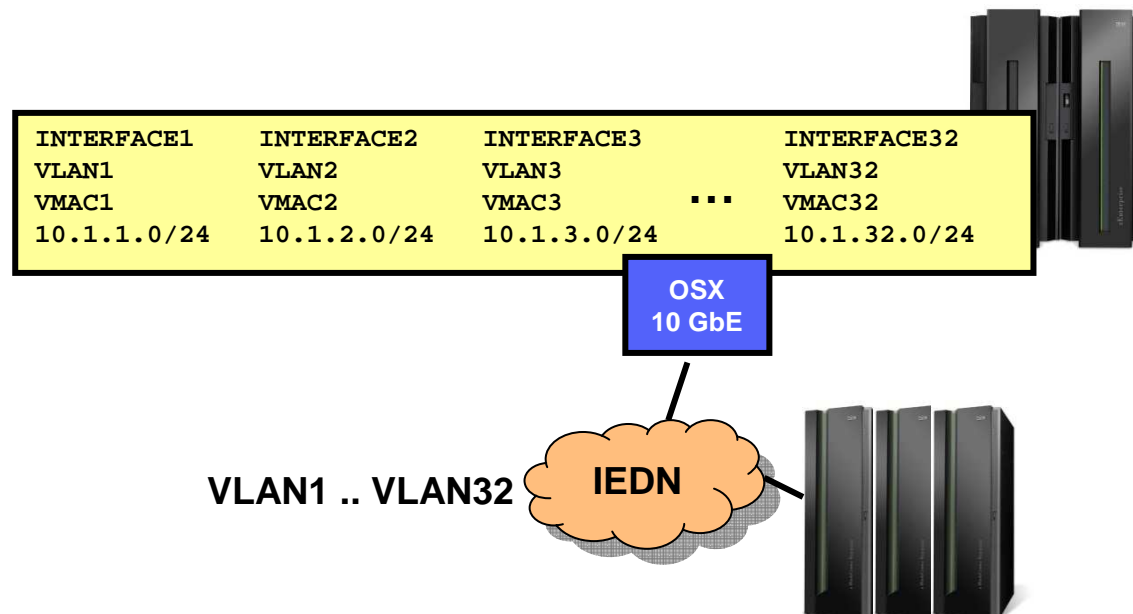 INTERFACE1 INTERFACE2 INTERFACE3 INTERFACE32
VLAN1 VLAN2 VLAN3 VLAN32
VMAC1 VMAC2 VMAC3 ... VMAC32
10.1.1.0/24 10.1.2.0/24 10.1.3.0/24 10.1.32.0/24
OSX
10 GbE
IEDN
VLAN1 .. VLAN32